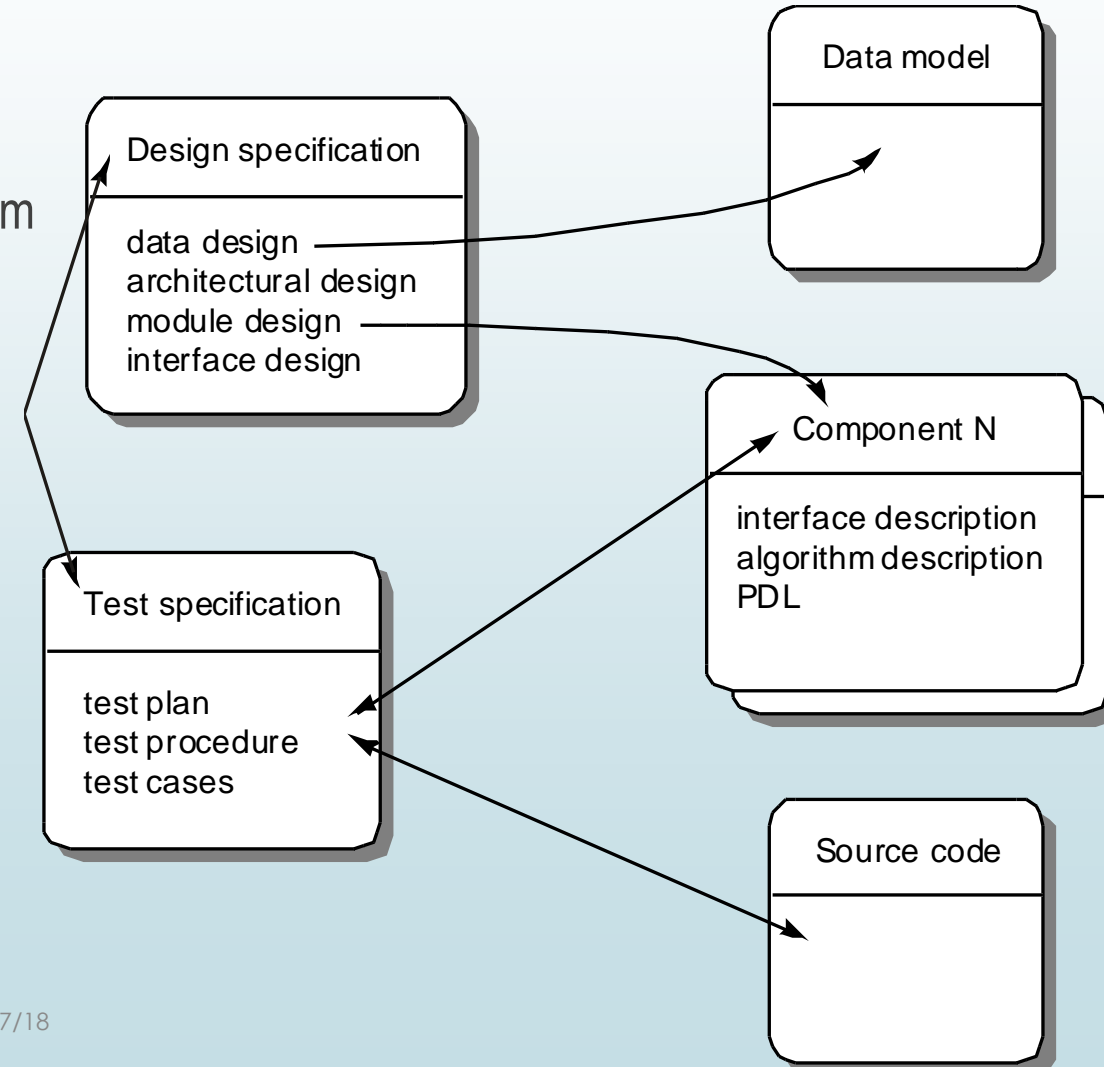 Data model
Design specification
m
data design
architectural design
module design
interface design
Component N
interface description
algorithm description
PDL
Test specification
test plan
test procedure
test cases
Source code
7/18